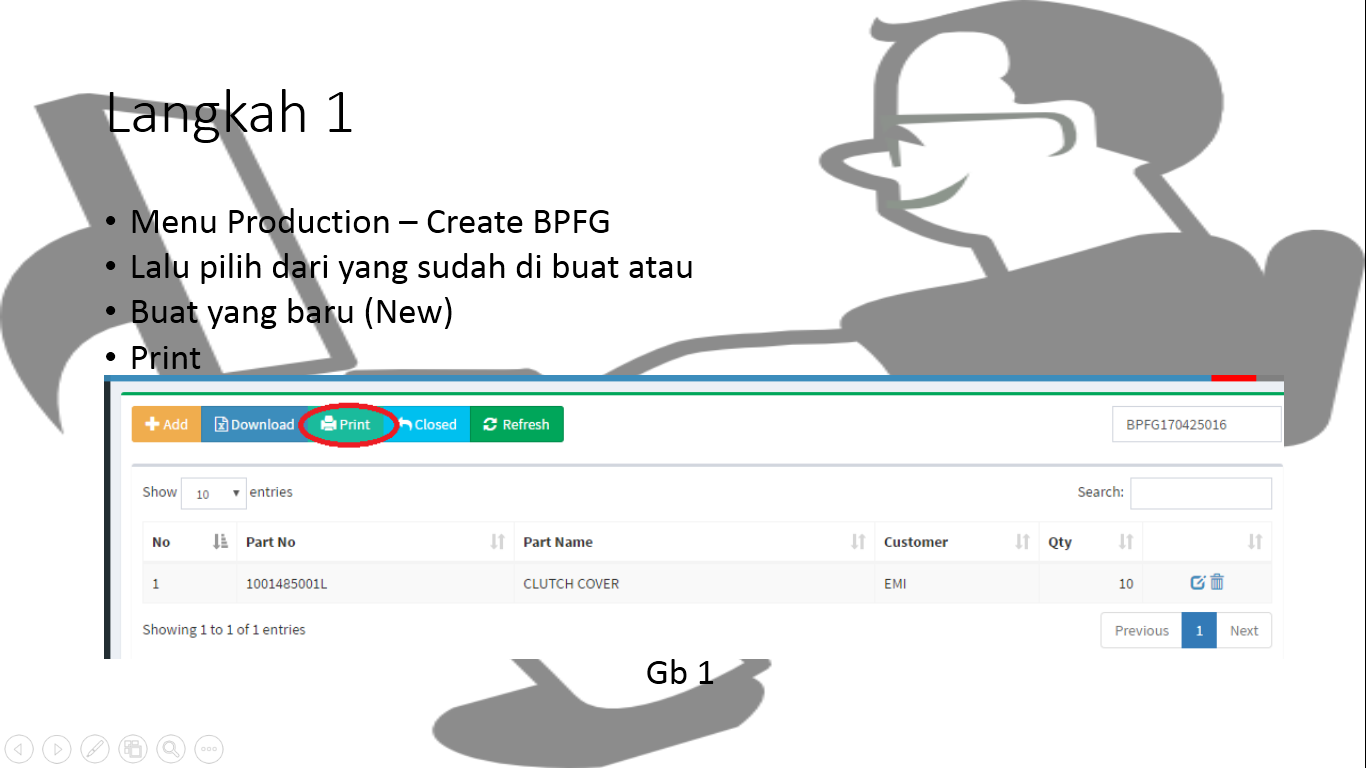 Langkah 1
• Menu Production – Create BPFG
• Lalu pilih dari yang sudah di buat atau
• Buat yang baru (New)
• Print
Add Download Print Closed Refresh BPFG170425016
Show 10 entries Search:
No Part No Part Name Customer Qty
1 1001485001L CLUTCH COVER EMI 10
Showing 1 to 1 of 1 entries Previous 1 Next
Gb 1